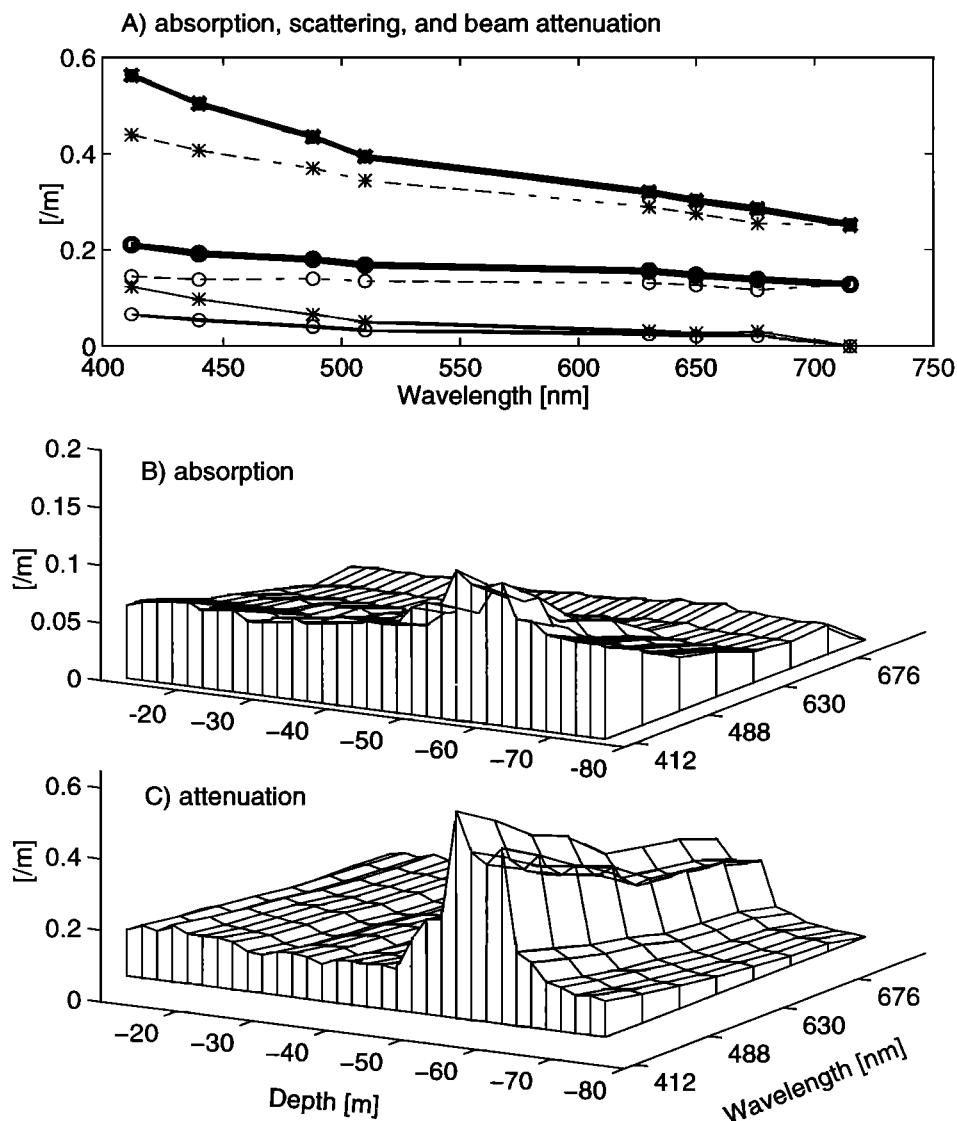 A) absorption, scattering, and beam attenuation
0.6
0.4
[/m]
0.2
0
400 450 500 550 600 650 700 750
Wavelength [nm]
0.2
B) absorption
0.15
[/m]
0.1
0.05
0
-20 -30 -40 -50 -60 -70 -80
412 488 630 676
0.6
C) attenuation
[/m]
0.4
0.2
0
-20 -30 -40 -50 -60 -70 -80
412 488 630 676
Depth [m]
Wavelength [nm]